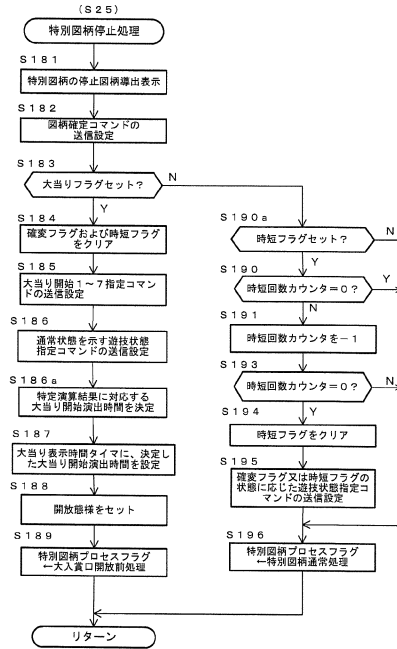 (S25)
特別図柄停止処理
S181
特別図柄の停止図柄導出表示
S182
図柄確定コマンドの
送信設定
S183
大当りフラグセット？
N
Y
S184
確変フラグおよび時短フラグ
をクリア
S185
大当り開始1～7指定コマン
ドの送信設定
S186
通常状態を示す遊技状態
指定コマンドの送信設定
S186a
特定演算結果に対応する
大当り開始演出時間を決定
S187
大当り表示時間タイマに、決定し
た大当り開始演出時間を設定
S188
開放態様をセット
S189
特別図柄プロセスフラグ
←大入賞口開放前処理
リターン
S190a
時短フラグセット？
N
Y
S190
時短回数カウンタ＝0？
Y
N
S191
時短回数カウンタを－1
S193
時短回数カウンタ＝0？
N
Y
S194
時短フラグをクリア
S195
確変フラグ又は時短フラグの
状態に応じた遊技状態指定コ
マンドの送信設定
S196
特別図柄プロセスフラグ
←特別図柄通常処理